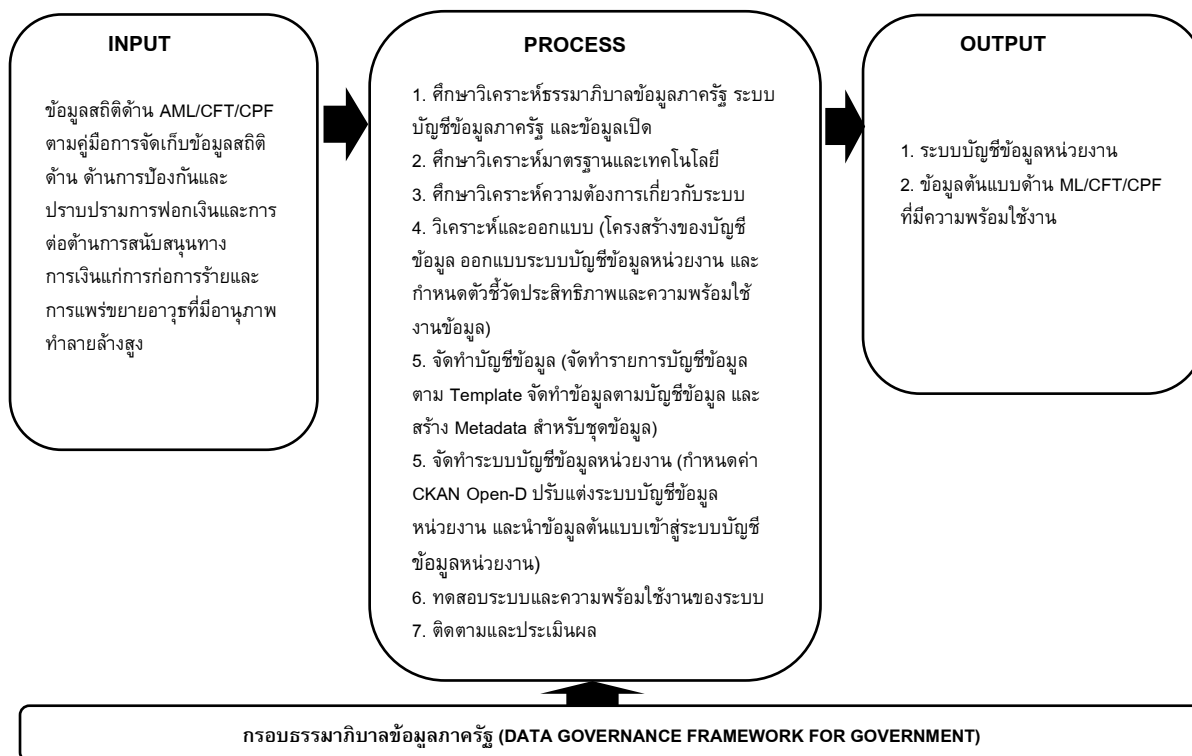 INPUT
ข้อมูลสถิติด้าน AML/CFT/CPF
ตามคู่มือการจัดเก็บข้อมูลสถิติ
ด้าน ด้านการป้องกันและ
ปราบปรามการฟอกเงินและการ
ต่อต้านการสนับสนุนทาง
การเงินแก่การก่อการร้ายและ
การแพร่ขยายอาวุธที่มีอานุภาพ
ทำลายล้างสูง
PROCESS
1. ศึกษาวิเคราะห์ธรรมาภิบาลข้อมูลภาครัฐ ระบบ
บัญชีข้อมูลภาครัฐ และข้อมูลเปิด
2. ศึกษาวิเคราะห์มาตรฐานและเทคโนโลยี
3. ศึกษาวิเคราะห์ความต้องการเกี่ยวกับระบบ
4. วิเคราะห์และออกแบบ (โครงสร้างของบัญชี
ข้อมูล ออกแบบระบบบัญชีข้อมูลหน่วยงาน และ
กำหนดตัวชี้วัดประสิทธิภาพและความพร้อมใช้
งานข้อมูล)
5. จัดทำบัญชีข้อมูล (จัดทำรายการบัญชีข้อมูล
ตาม Template จัดทำข้อมูลตามบัญชีข้อมูล และ
สร้าง Metadata สำหรับชุดข้อมูล)
5. จัดทำระบบบัญชีข้อมูลหน่วยงาน (กำหนดค่า
CKAN Open-D ปรับแต่งระบบบัญชีข้อมูล
หน่วยงาน และนำข้อมูลต้นแบบเข้าสู่ระบบบัญชี
ข้อมูลหน่วยงาน)
6. ทดสอบระบบและความพร้อมใช้งานของระบบ
7. ติดตามและประเมินผล
OUTPUT
1. ระบบบัญชีข้อมูลหน่วยงาน
2. ข้อมูลต้นแบบด้าน ML/CFT/CPF
ที่มีความพร้อมใช้งาน
กรอบธรรมาภิบาลข้อมูลภาครัฐ (DATA GOVERNANCE FRAMEWORK FOR GOVERNMENT)